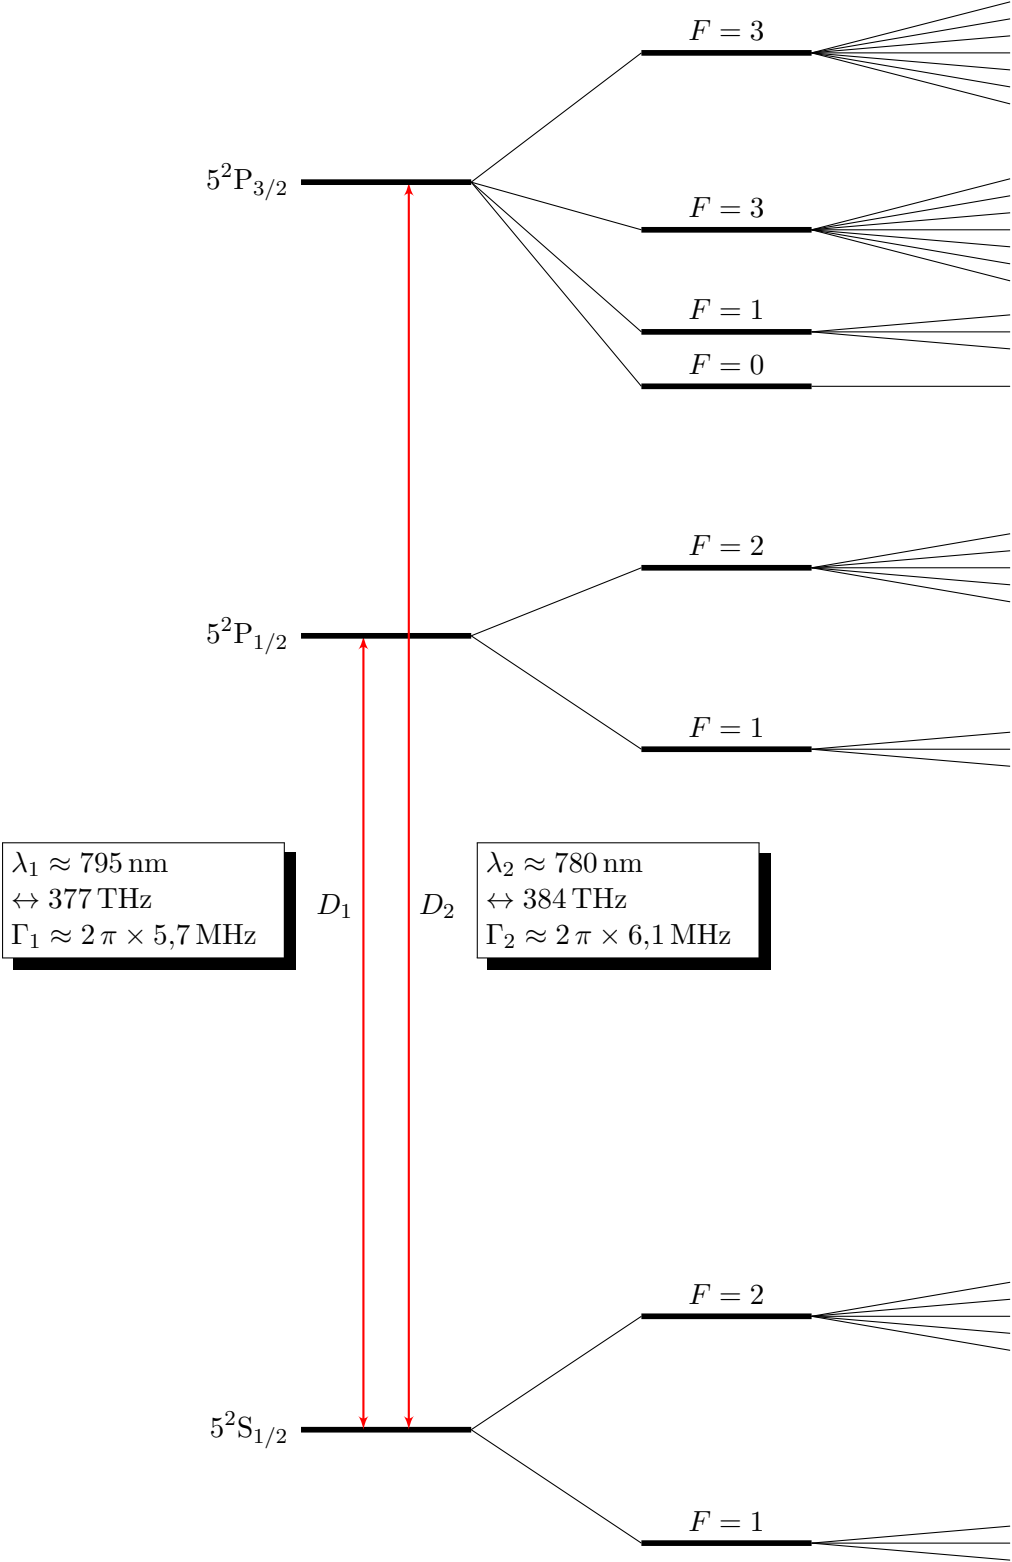 F = 3
5²P₃/₂
F = 3
F = 1
F = 0
F = 2
5²P₁/₂
F = 1
λ₁ ≈ 795 nm
↔ 377 THz
Γ₁ ≈ 2 π × 5,7 MHz
D₁
D₂
λ₂ ≈ 780 nm
↔ 384 THz
Γ₂ ≈ 2 π × 6,1 MHz
F = 2
5²S₁/₂
F = 1